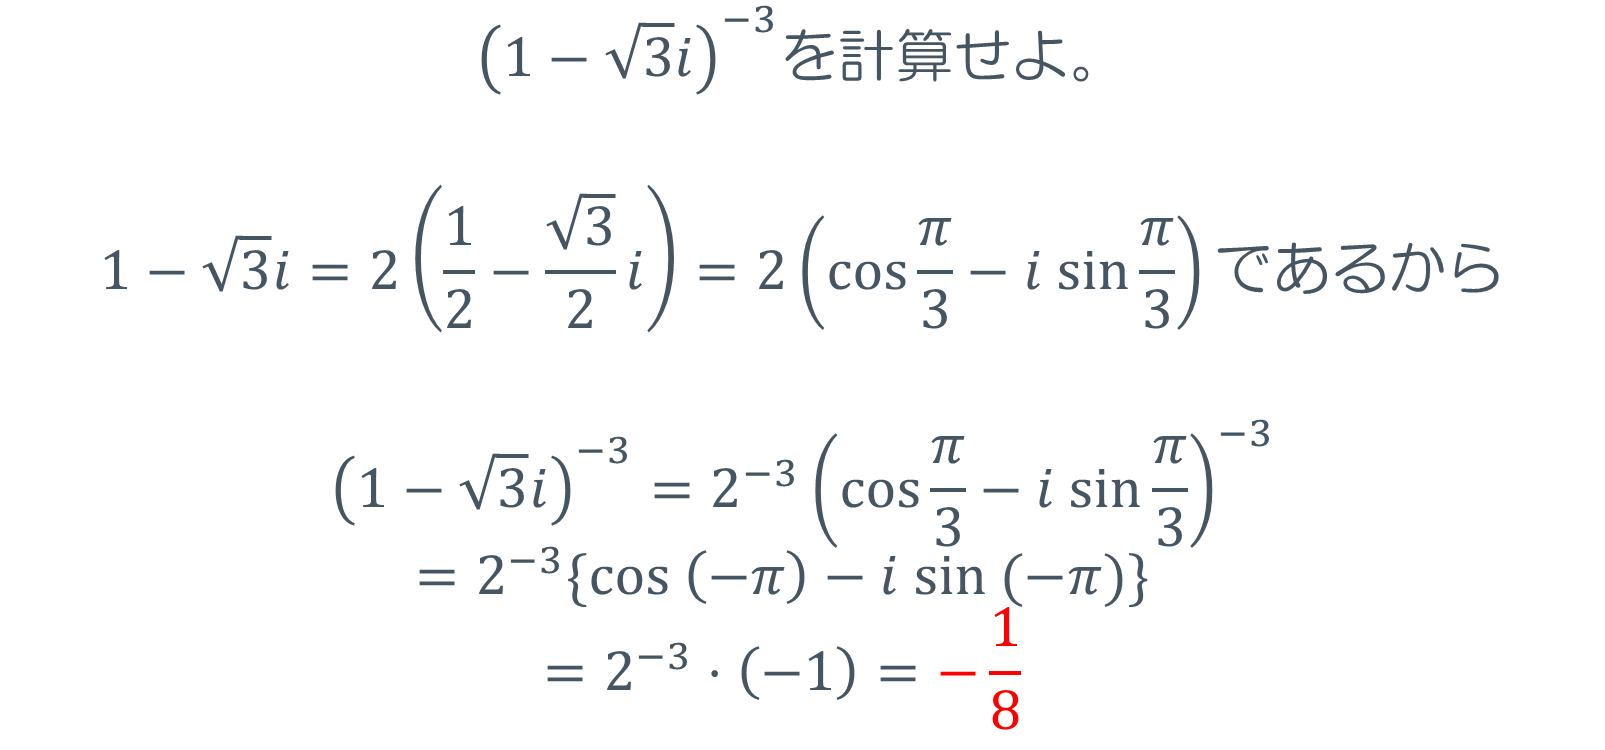 (1 − √3i)⁻³を計算せよ。
1 − √3i = 2(1/2 − √3/2 i) = 2(cos π/3 − i sin π/3)であるから
(1 − √3i)⁻³ = 2⁻³(cos π/3 − i sin π/3)⁻³
= 2⁻³{cos (−π) − i sin (−π)}
= 2⁻³ · (−1) = − 1/8